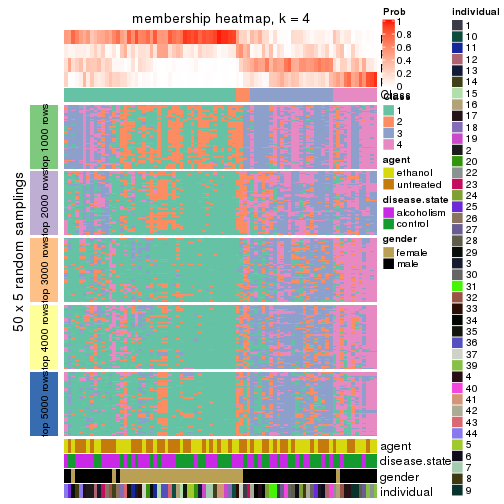 membership heatmap, k = 4
Prob
1
0.8
0.6
0.4
0.2
0
Class
1
2
3
4
agent
ethanol
untreated
disease.state
alcoholism
control
gender
female
male
individual
1
10
11
12
13
14
15
16
17
18
19
2
20
22
23
24
25
26
27
28
29
3
30
31
32
33
34
35
36
37
39
4
40
41
42
43
44
5
6
7
8
9
50 x 5 random samplings
top 1000 rows
top 2000 rows
top 3000 rows
top 4000 rows
top 5000 rows
agent
disease.state
gender
individual